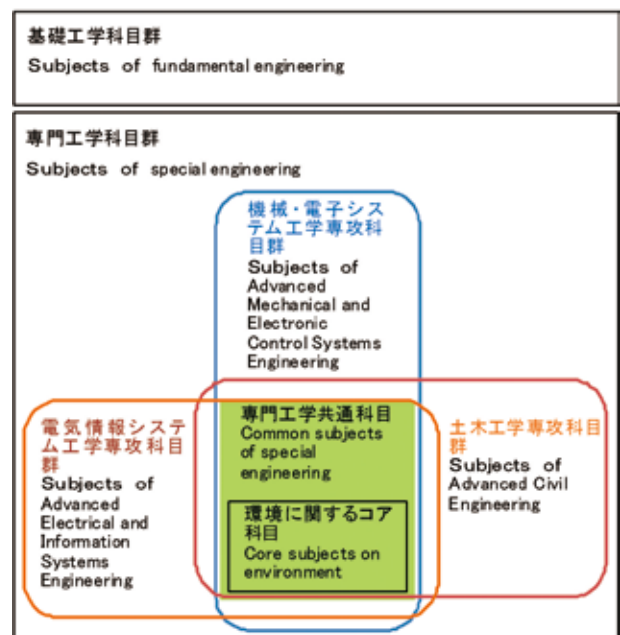 基礎工学科目群
Subjects of fundamental engineering
専門工学科目群
Subjects of special engineering
機械・電子シス
テム工学専攻科
目群
Subjects of
Advanced
Mechanical and
Electronic
Control Systems
Engineering
電気情報システ
ム工学専攻科目
群
Subjects of
Advanced
Electrical and
Information
Systems
Engineering
専門工学共通科目
Common subjects
of special
engineering
環境に関するコア
科目
Core subjects on
environment
土木工学専攻科目
群
Subjects of
Advanced Civil
Engineering